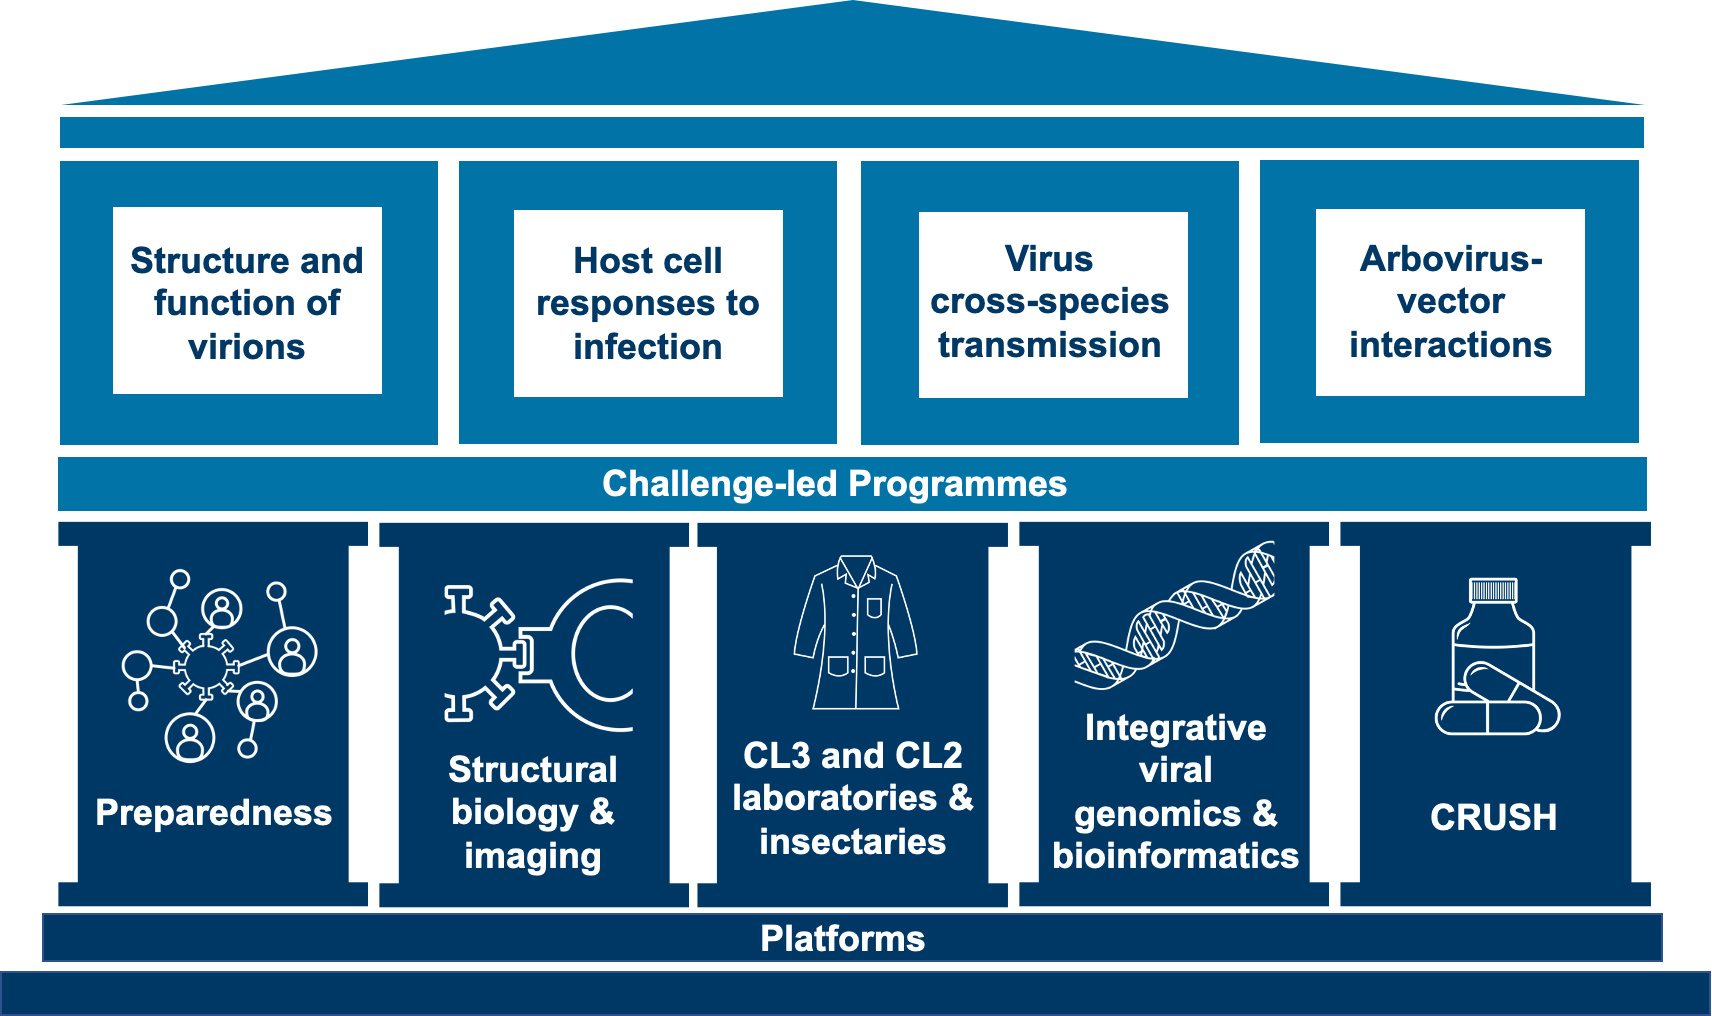 Structure and
function of
virions
Host cell
responses to
infection
Virus
cross-species
transmission
Arbovirus-
vector
interactions
Challenge-led Programmes
Preparedness
Structural
biology &
imaging
CL3 and CL2
laboratories &
insectaries
Integrative
viral
genomics &
bioinformatics
CRUSH
Platforms